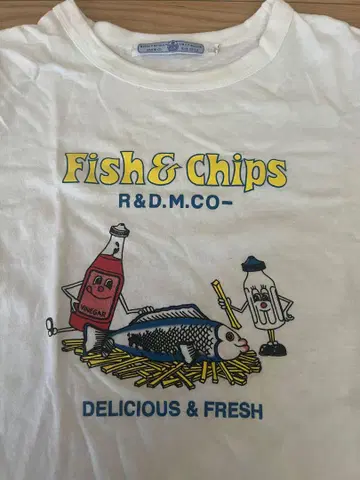 Fish & Chips
R & D.M.CO-
VINEGAR
DELICIOUS & FRESH